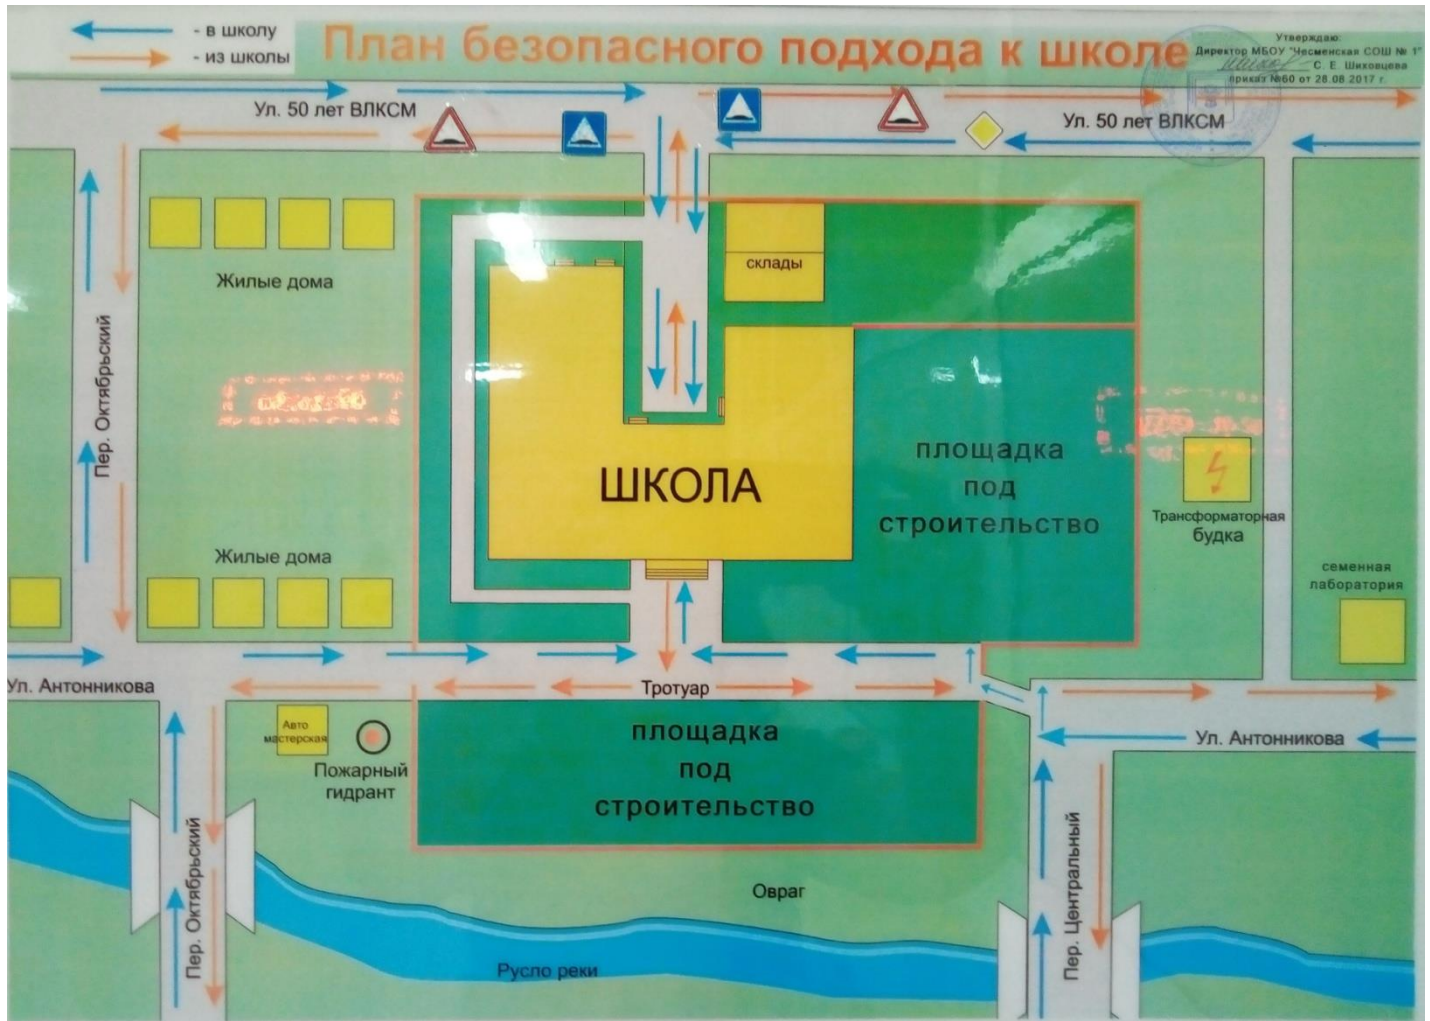 - в школу
- из школы
План безопасного подхода к школе
Утверждаю:
Директор МБОУ "Чесменская СОШ № 1"
С. Е. Шиховцева
приказ №60 от 28.08.2017 г.
Ул. 50 лет ВЛКСМ
Ул. 50 лет ВЛКСМ
склады
Жилые дома
Пер. Октябрьский
ШКОЛА
площадка
под
строительство
Трансформаторная
будка
Жилые дома
семенная
лаборатория
Ул. Антонникова
Тротуар
Авто
мастерская
Пожарный
гидрант
площадка
под
строительство
Ул. Антонникова
Пер. Октябрьский
Пер. Центральный
Овраг
Русло реки